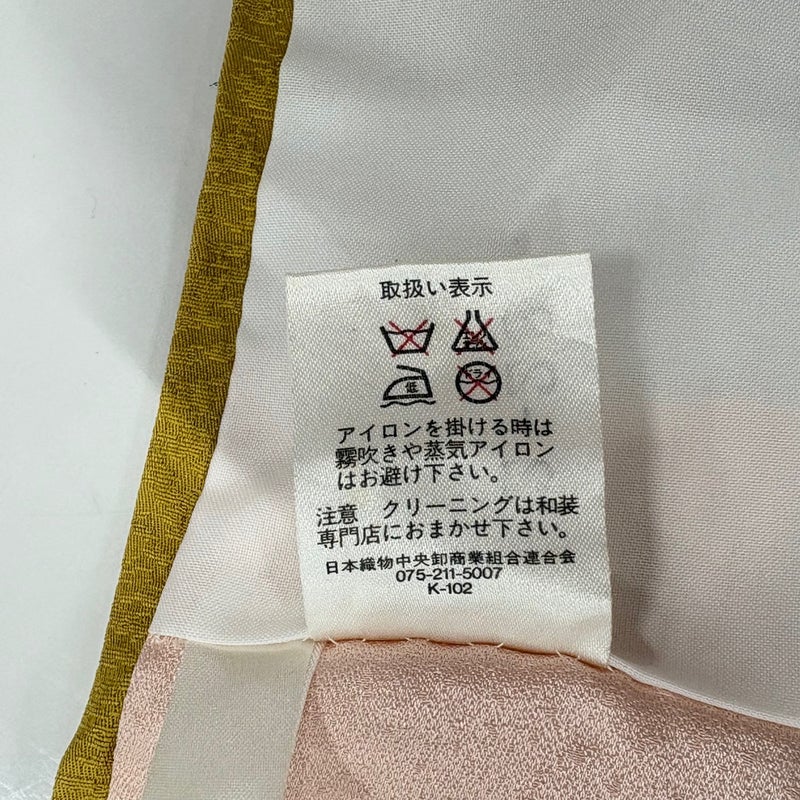 取扱い表示
低
アイロンを掛ける時は
霧吹きや蒸気アイロン
はお避け下さい。
注意 クリーニングは和装
専門店におまかせ下さい。
日本織物中央卸商業組合連合会
075-211-5007
K-102